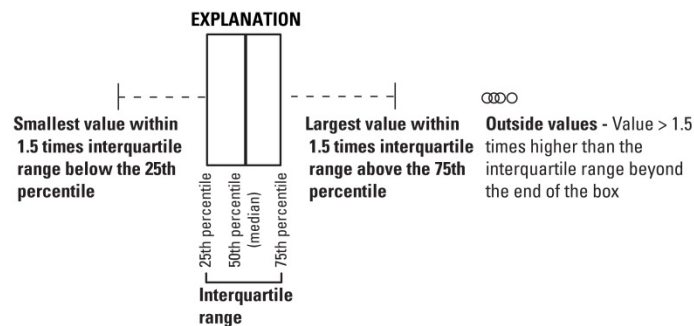 EXPLANATION
Smallest value within
1.5 times interquartile
range below the 25th
percentile
Largest value within
1.5 times interquartile
range above the 75th
percentile
Outside values - Value > 1.5
times higher than the
interquartile range beyond
the end of the box
25th percentile
50th percentile
(median)
75th percentile
Interquartile
range